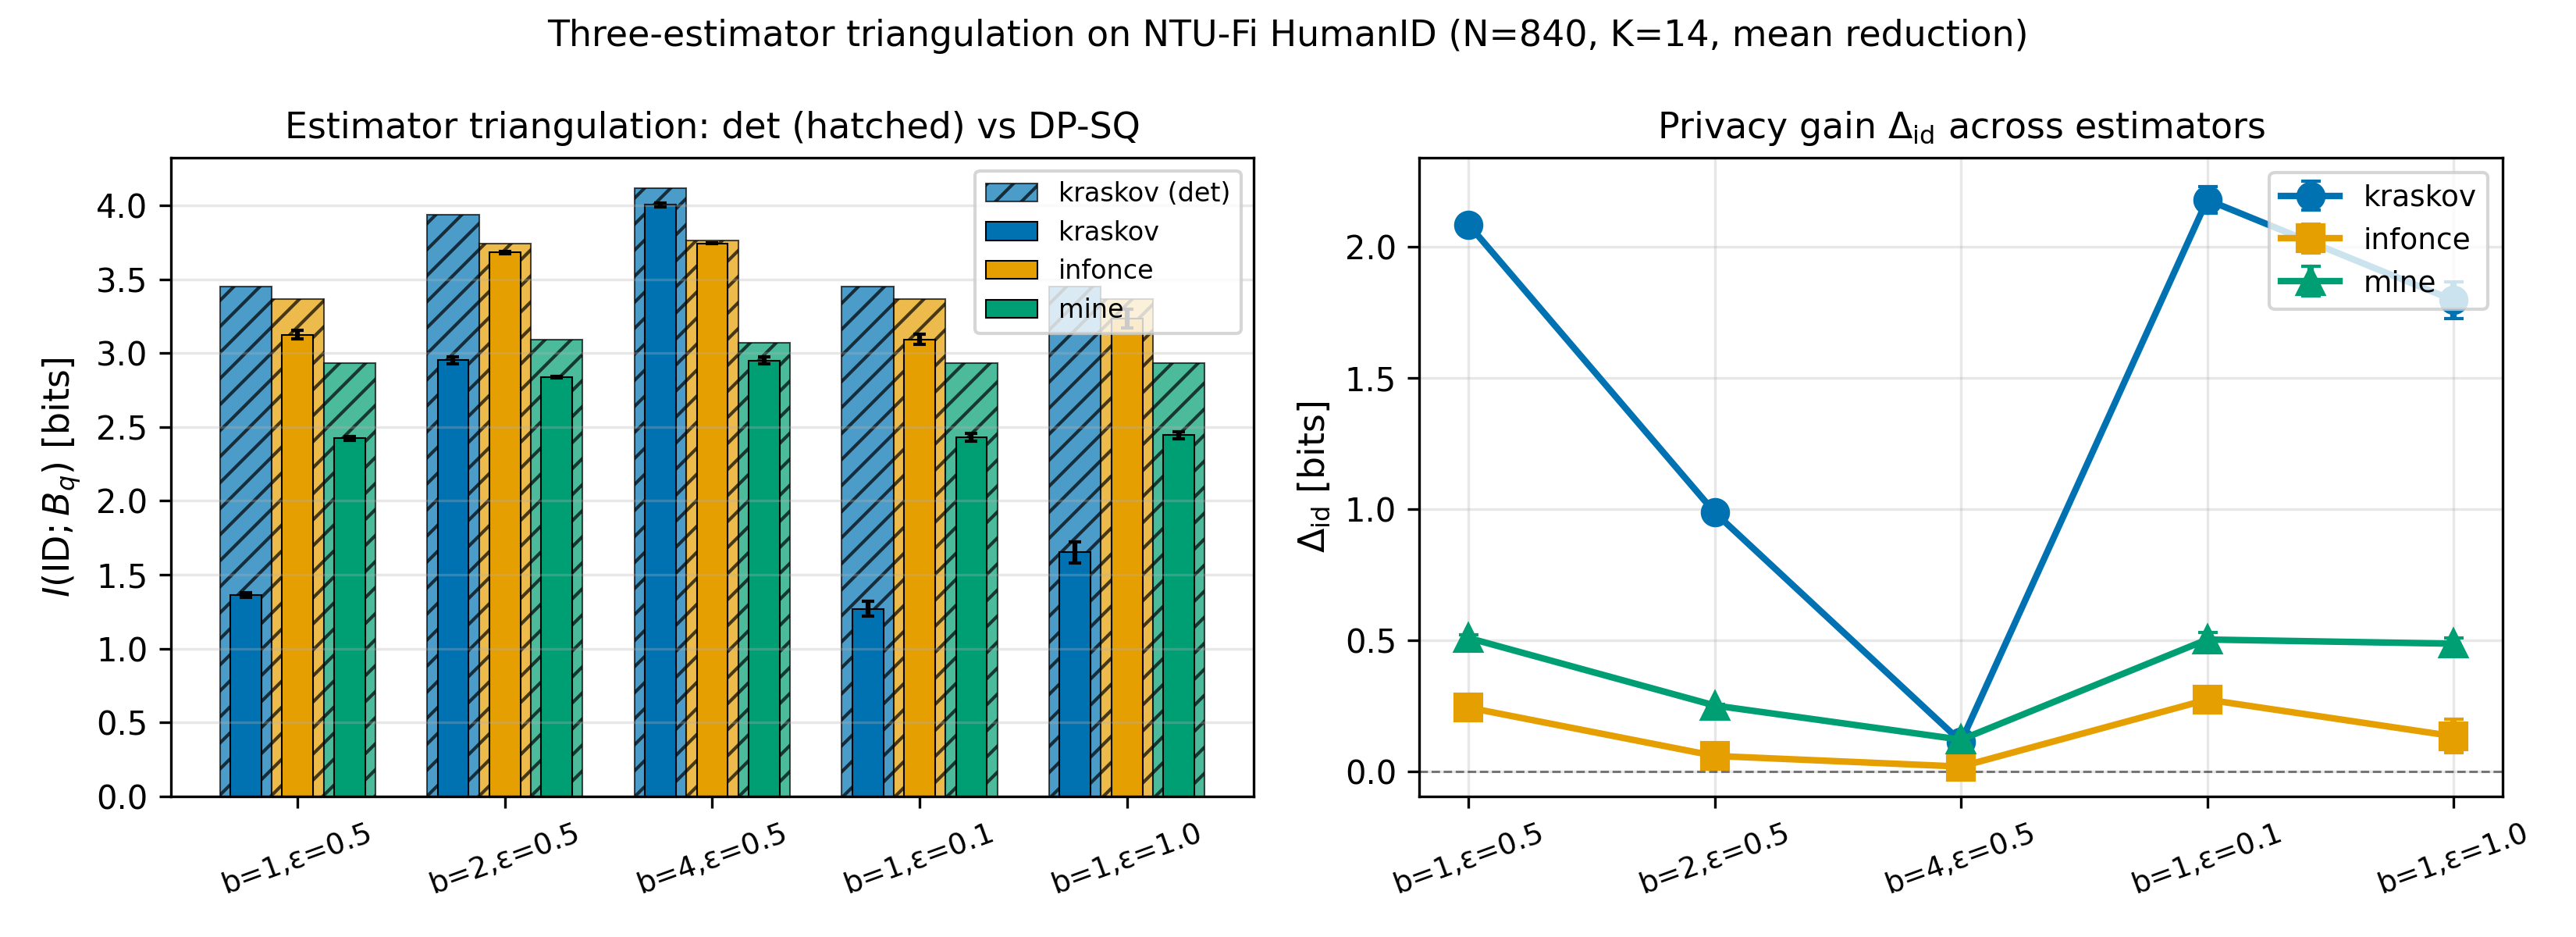 Three-estimator triangulation on NTU-Fi HumanID (N=840, K=14, mean reduction)
Estimator triangulation: det (hatched) vs DP-SQ
I(ID; B_q) [bits]
4.0
3.5
3.0
2.5
2.0
1.5
1.0
0.5
0.0
kraskov (det)
kraskov
infonce
mine
b=1,ε=0.5
b=2,ε=0.5
b=4,ε=0.5
b=1,ε=0.1
b=1,ε=1.0
Privacy gain Δ_id across estimators
Δ_id [bits]
2.0
1.5
1.0
0.5
0.0
kraskov
infonce
mine
b=1,ε=0.5
b=2,ε=0.5
b=4,ε=0.5
b=1,ε=0.1
b=1,ε=1.0